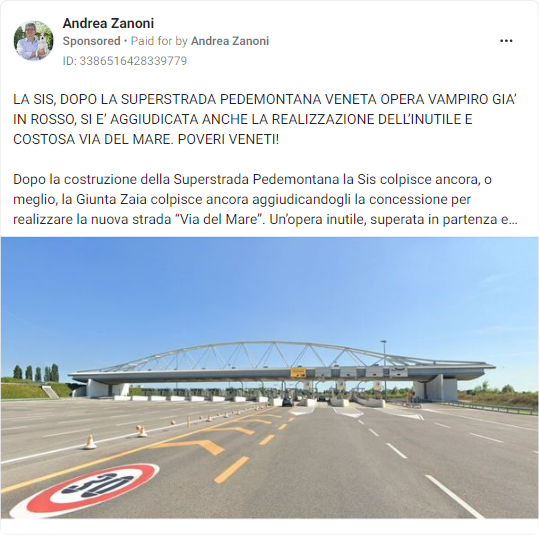 Andrea Zanoni
Sponsored • Paid for by Andrea Zanoni
ID: 3386516428339779
LA SIS, DOPO LA SUPERSTRADA PEDEMONTANA VENETA OPERA VAMPIRO GIA’
IN ROSSO, SI E’ AGGIUDICATA ANCHE LA REALIZZAZIONE DELL’INUTILE E
COSTOSA VIA DEL MARE. POVERI VENETI!
Dopo la costruzione della Superstrada Pedemontana la Sis colpisce ancora, o
meglio, la Giunta Zaia colpisce ancora aggiudicandogli la concessione per
realizzare la nuova strada “Via del Mare”. Un’opera inutile, superata in partenza e...
30